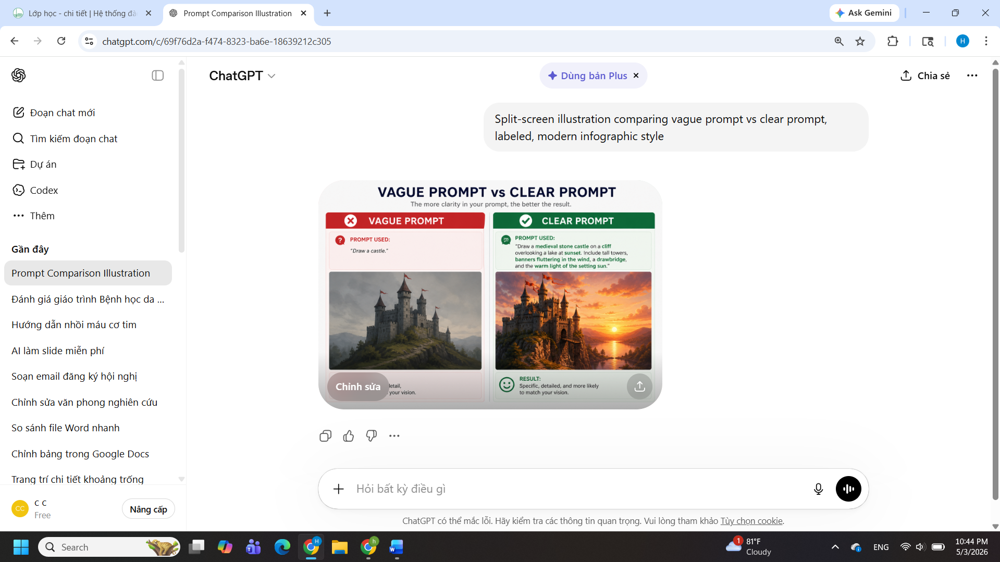 Lớp học - chi tiết | Hệ thống đà
Prompt Comparison Illustration
Ask Gemini
chatgpt.com/c/69f76d2a-f474-8323-ba6e-18639212c305
H
ChatGPT
Dùng bản Plus
Chia sẻ
Đoạn chat mới
Tìm kiếm đoạn chat
Dự án
Codex
Thêm
Gần đây
Prompt Comparison Illustration
Đánh giá giáo trình Bệnh học da ...
Hướng dẫn nhồi máu cơ tim
AI làm slide miễn phí
Soạn email đăng ký hội nghị
Chỉnh sửa văn phong nghiên cứu
So sánh file Word nhanh
Chỉnh bảng trong Google Docs
Trang trí chi tiết khoảng trống
CC
C C
Free
Nâng cấp
Split-screen illustration comparing vague prompt vs clear prompt,
labeled, modern infographic style
VAGUE PROMPT vs CLEAR PROMPT
The more clarity in your prompt, the better the result.
VAGUE PROMPT
PROMPT USED:
“Draw a castle.”
Chỉnh sửa
etail,
your vision.
CLEAR PROMPT
PROMPT USED:
“Draw a medieval stone castle on a cliff
overlooking a lake at sunset. Include tall towers,
banners fluttering in the wind, a drawbridge,
and the warm light of the setting sun.”
RESULT:
Specific, detailed, and more likely
to match your vision.
Hỏi bất kỳ điều gì
ChatGPT có thể mắc lỗi. Hãy kiểm tra các thông tin quan trọng. Vui lòng tham khảo Tùy chọn cookie.
Search
H
h
1
81°F
Cloudy
ENG
10:44 PM
5/3/2026